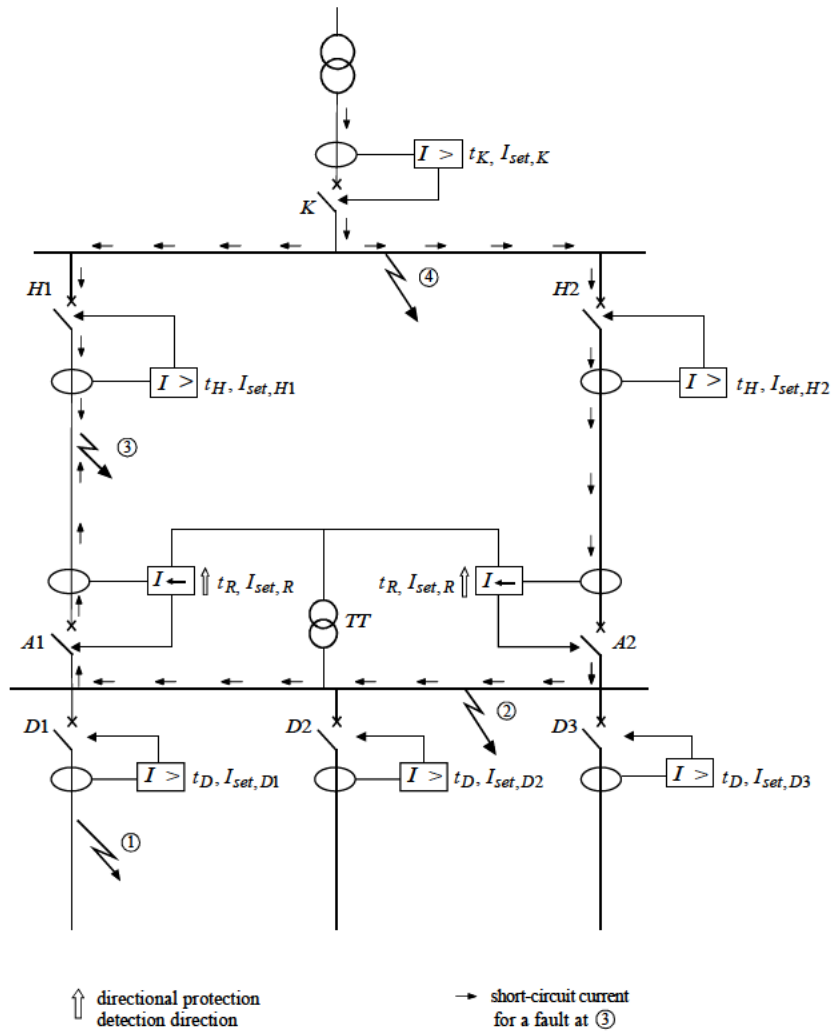 I > t_K, I_set,K
K
④
H1
H2
I > t_H, I_set,H1
I > t_H, I_set,H2
③
I t_R, I_set,R
t_R, I_set,R I
TT
A1
A2
②
D1
D2
D3
I > t_D, I_set,D1
I > t_D, I_set,D2
I > t_D, I_set,D3
①
directional protection
detection direction
short-circuit current
for a fault at ③